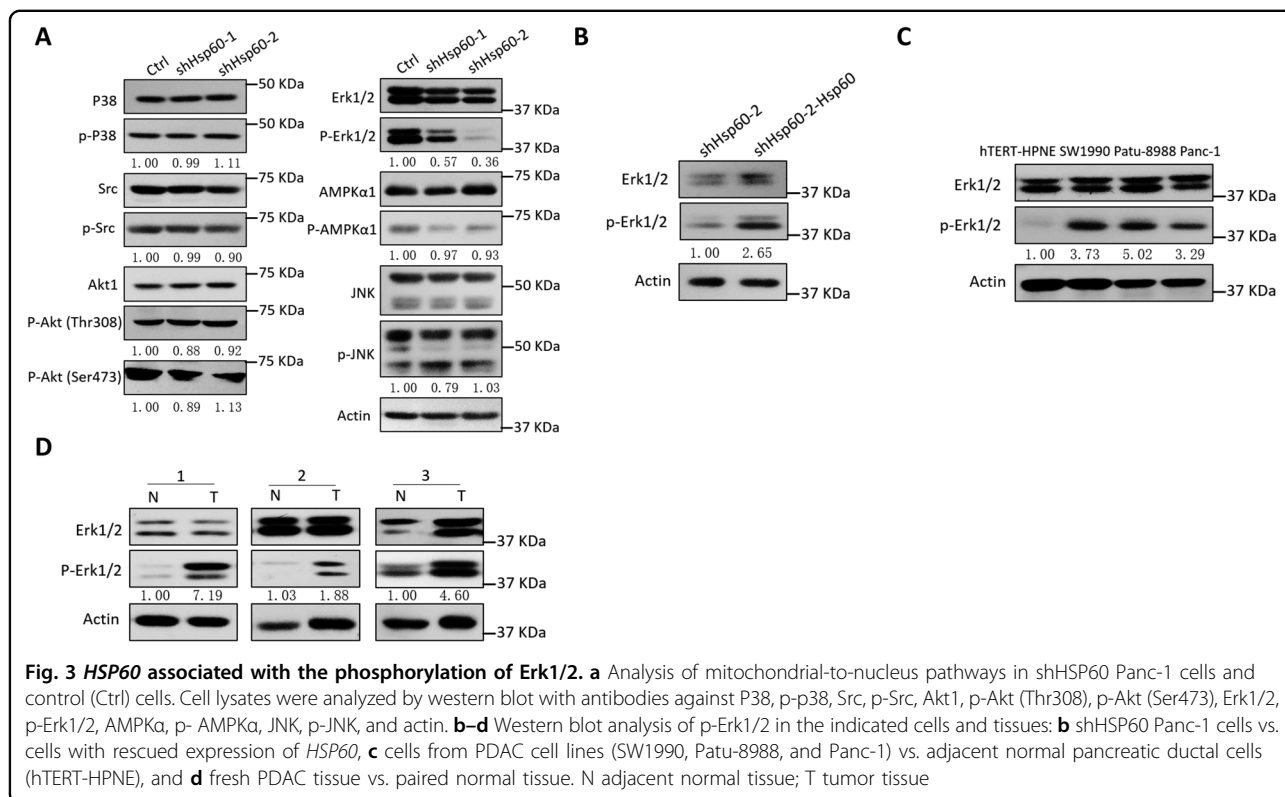 A
Ctrl shHsp60-1 shHsp60-2
50 KDa
P38
50 KDa
p-P38
1.00 0.99 1.11
75 KDa
Src
75 KDa
p-Src
1.00 0.99 0.90
75 KDa
Akt1
P-Akt (Thr308)
1.00 0.88 0.92
75 KDa
P-Akt (Ser473)
1.00 0.89 1.13
Ctrl shHsp60-1 shHsp60-2
Erk1/2
37 KDa
P-Erk1/2
37 KDa
1.00 0.57 0.36
75 KDa
AMPKα1
75 KDa
P-AMPKα1
1.00 0.97 0.93
JNK
50 KDa
p-JNK
50 KDa
1.00 0.79 1.03
Actin
37 KDa
B
shHsp60-2 shHsp60-2-Hsp60
Erk1/2
37 KDa
p-Erk1/2
37 KDa
1.00 2.65
Actin
37 KDa
C
hTERT-HPNE SW1990 Patu-8988 Panc-1
Erk1/2
37 KDa
p-Erk1/2
37 KDa
1.00 3.73 5.02 3.29
Actin
37 KDa
D
1 2 3
N T N T N T
Erk1/2
37 KDa
P-Erk1/2
37 KDa
1.00 7.19 1.03 1.88 1.00 4.60
Actin
37 KDa
Fig. 3 HSP60 associated with the phosphorylation of Erk1/2. a Analysis of mitochondrial-to-nucleus pathways in shHSP60 Panc-1 cells and
control (Ctrl) cells. Cell lysates were analyzed by western blot with antibodies against P38, p-p38, Src, p-Src, Akt1, p-Akt (Thr308), p-Akt (Ser473), Erk1/2,
p-Erk1/2, AMPKα, p- AMPKα, JNK, p-JNK, and actin. b–d Western blot analysis of p-Erk1/2 in the indicated cells and tissues: b shHSP60 Panc-1 cells vs.
cells with rescued expression of HSP60, c cells from PDAC cell lines (SW1990, Patu-8988, and Panc-1) vs. adjacent normal pancreatic ductal cells
(hTERT-HPNE), and d fresh PDAC tissue vs. paired normal tissue. N adjacent normal tissue; T tumor tissue